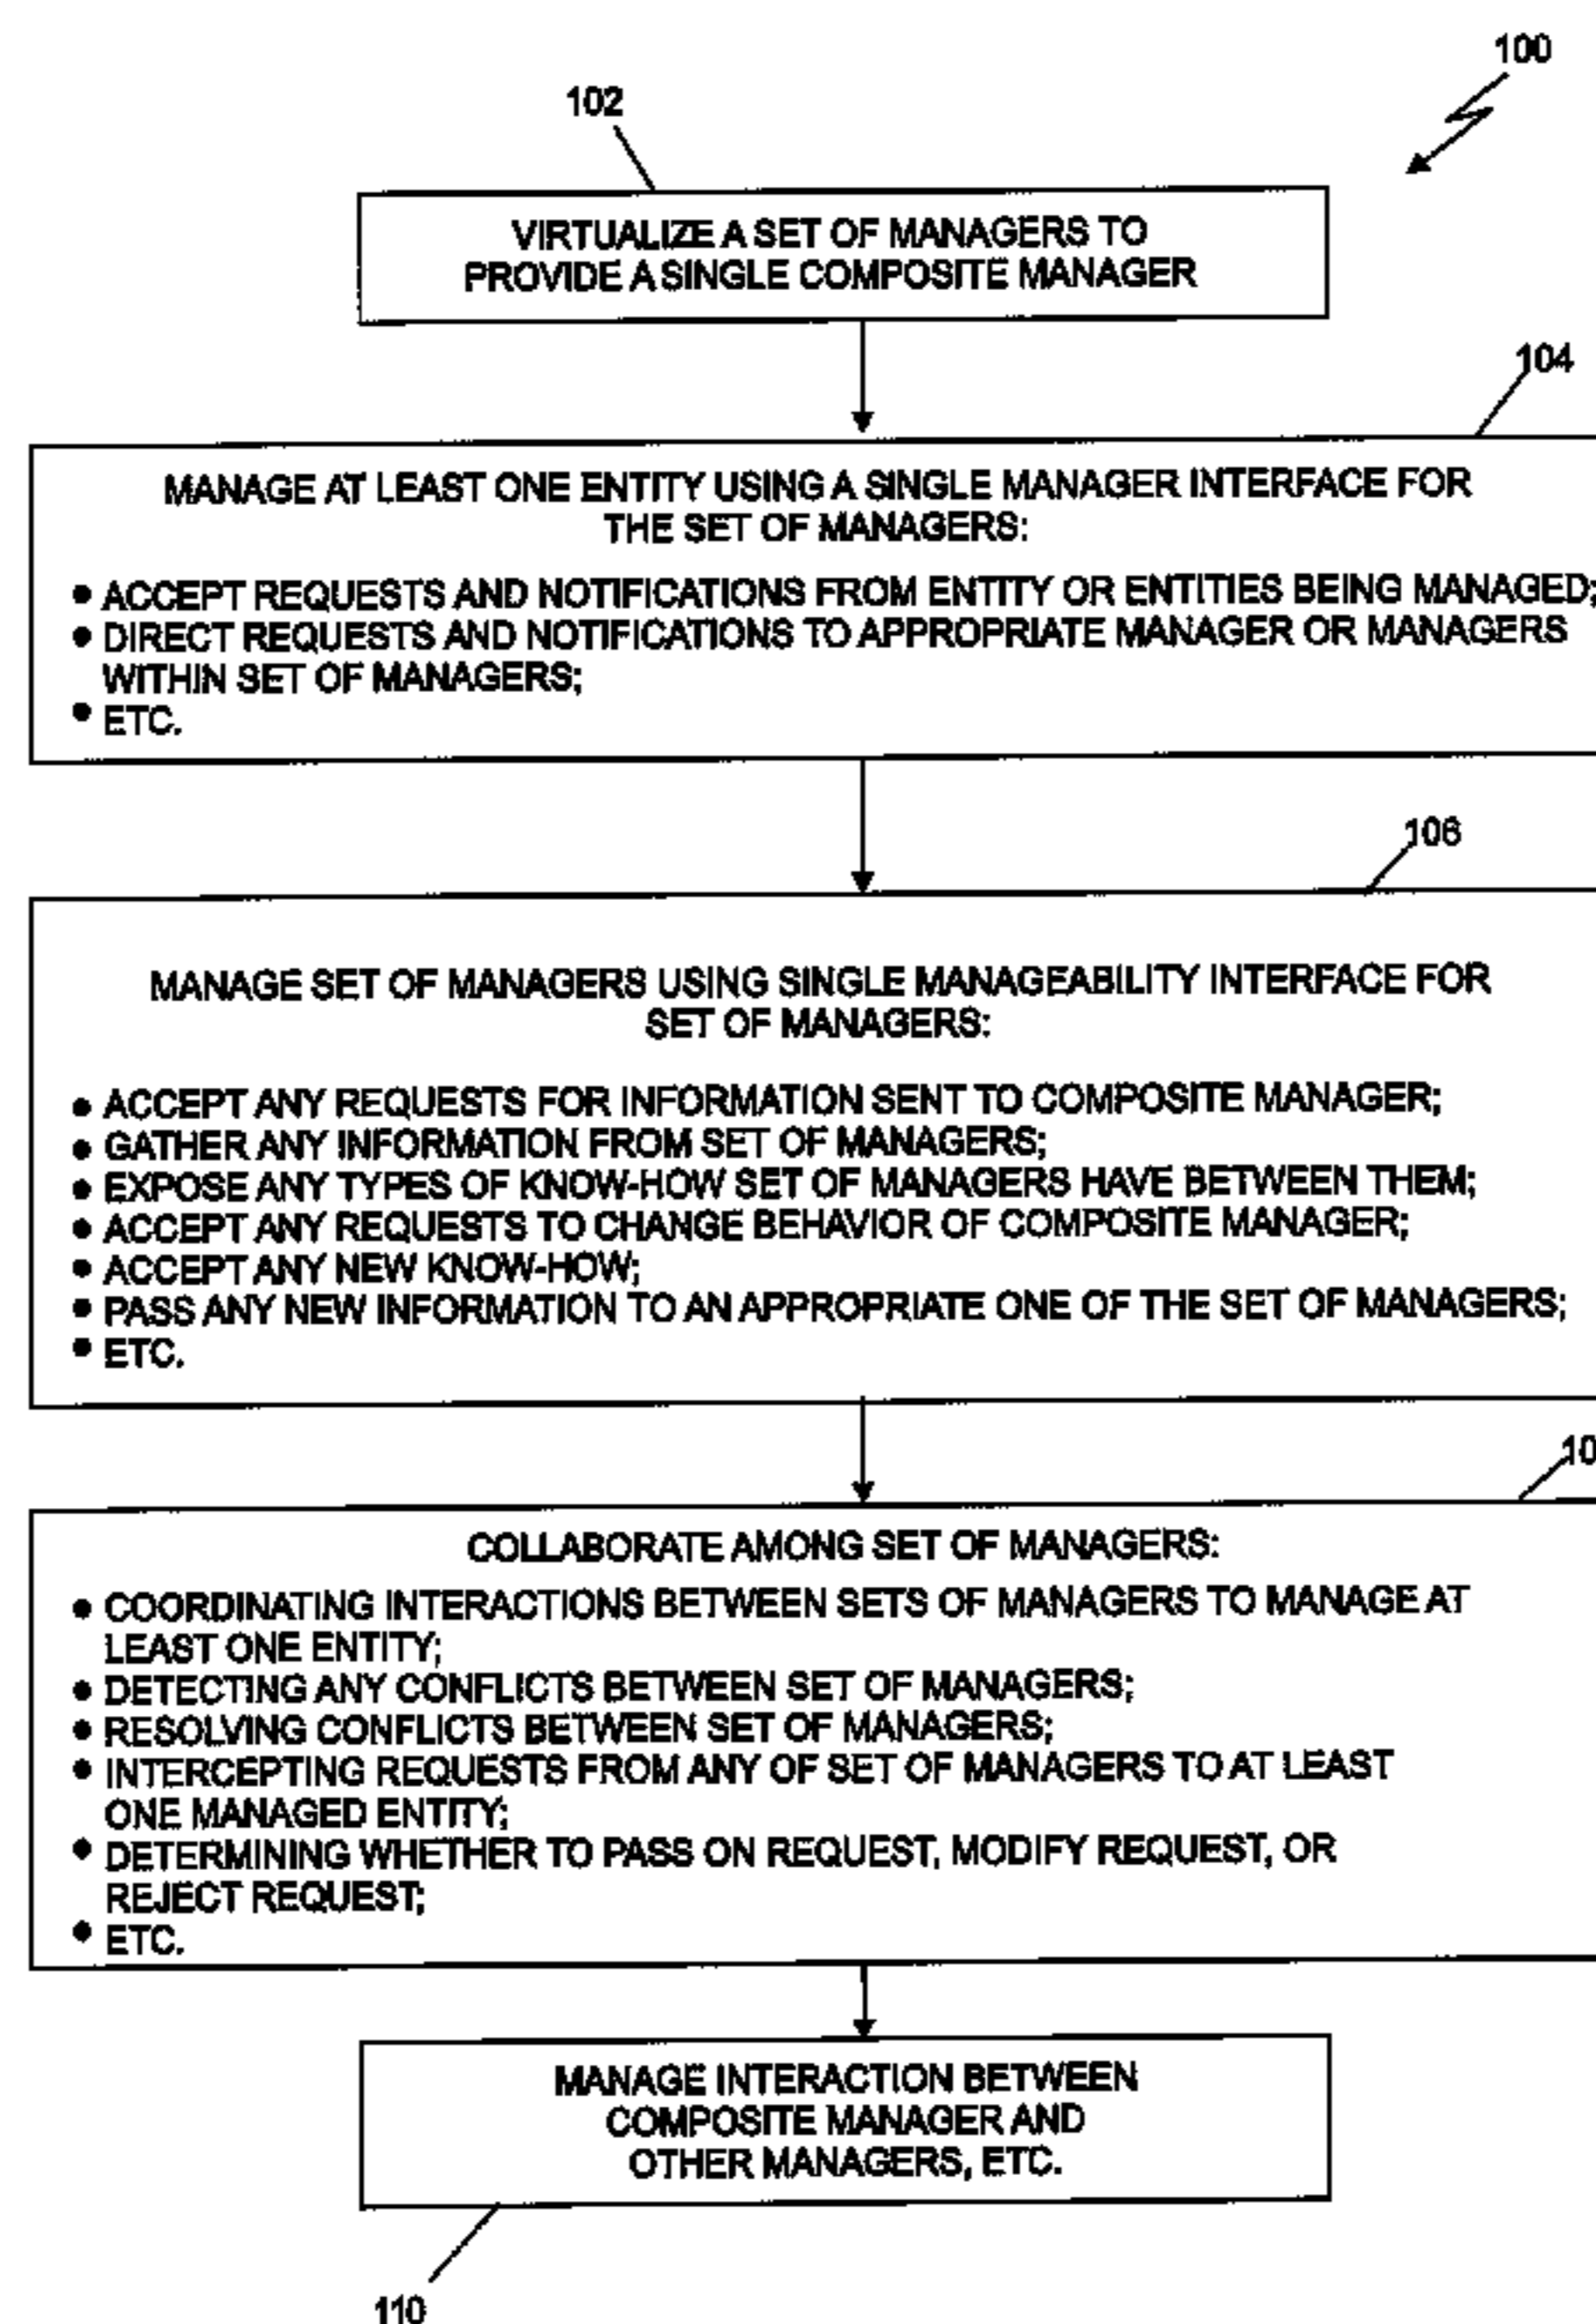 100
102
VIRTUALIZE A SET OF MANAGERS TO
PROVIDE A SINGLE COMPOSITE MANAGER
104
MANAGE AT LEAST ONE ENTITY USING A SINGLE MANAGER INTERFACE FOR
THE SET OF MANAGERS:
● ACCEPT REQUESTS AND NOTIFICATIONS FROM ENTITY OR ENTITIES BEING MANAGED;
● DIRECT REQUESTS AND NOTIFICATIONS TO APPROPRIATE MANAGER OR MANAGERS
WITHIN SET OF MANAGERS;
● ETC.
106
MANAGE SET OF MANAGERS USING SINGLE MANAGEABILITY INTERFACE FOR
SET OF MANAGERS:
● ACCEPT ANY REQUESTS FOR INFORMATION SENT TO COMPOSITE MANAGER;
● GATHER ANY INFORMATION FROM SET OF MANAGERS;
● EXPOSE ANY TYPES OF KNOW-HOW SET OF MANAGERS HAVE BETWEEN THEM;
● ACCEPT ANY REQUESTS TO CHANGE BEHAVIOR OF COMPOSITE MANAGER;
● ACCEPT ANY NEW KNOW-HOW;
● PASS ANY NEW INFORMATION TO AN APPROPRIATE ONE OF THE SET OF MANAGERS;
● ETC.
10
COLLABORATE AMONG SET OF MANAGERS:
● COORDINATING INTERACTIONS BETWEEN SETS OF MANAGERS TO MANAGE AT
LEAST ONE ENTITY;
● DETECTING ANY CONFLICTS BETWEEN SET OF MANAGERS;
● RESOLVING CONFLICTS BETWEEN SET OF MANAGERS;
● INTERCEPTING REQUESTS FROM ANY OF SET OF MANAGERS TO AT LEAST
ONE MANAGED ENTITY;
● DETERMINING WHETHER TO PASS ON REQUEST, MODIFY REQUEST, OR
REJECT REQUEST;
● ETC.
MANAGE INTERACTION BETWEEN
COMPOSITE MANAGER AND
OTHER MANAGERS, ETC.
110